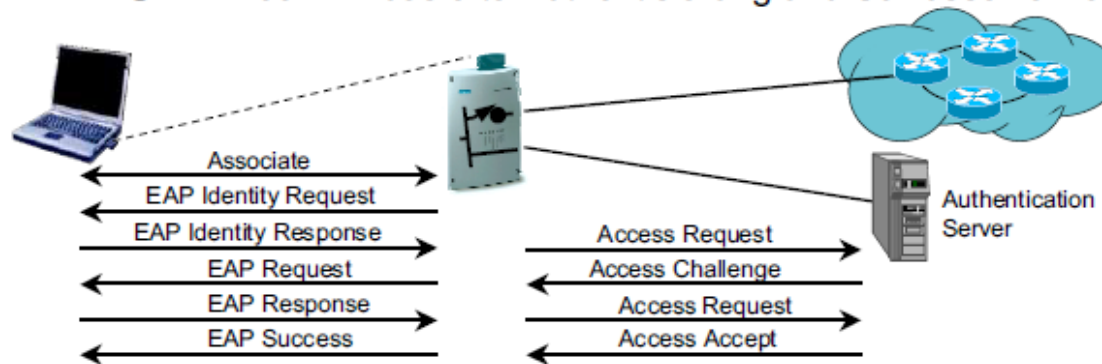 Associate
EAP Identity Request
EAP Identity Response
EAP Request
EAP Response
EAP Success
Access Request
Access Challenge
Access Request
Access Accept
Authentication
Server